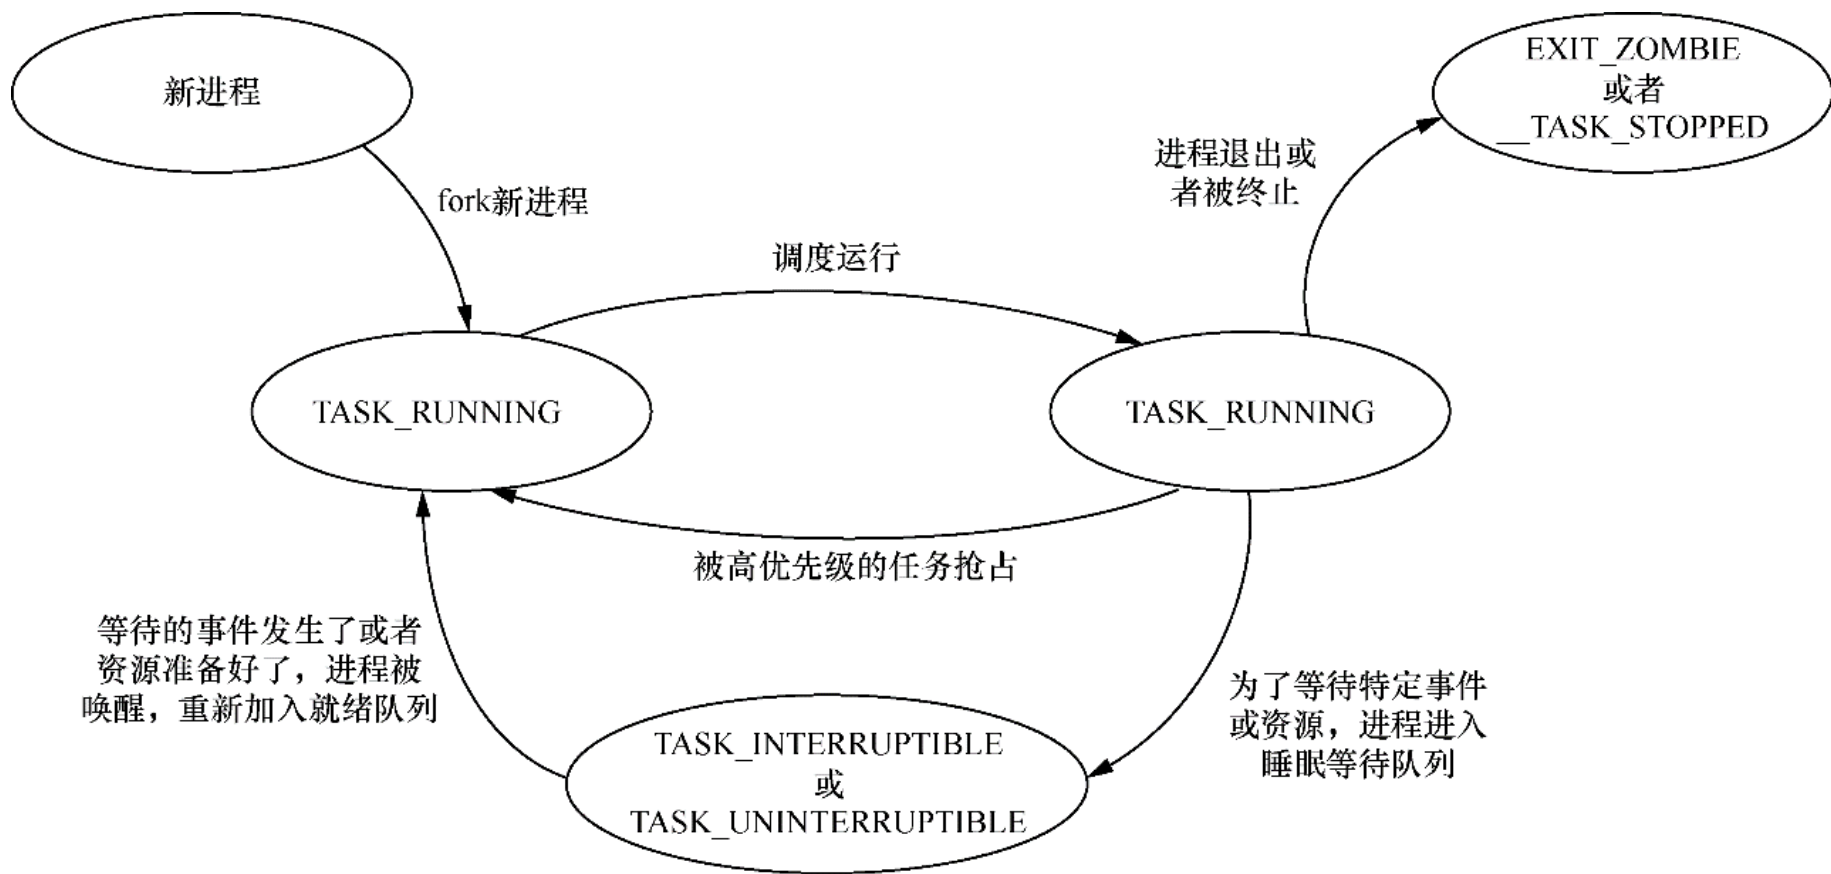 新进程
EXIT_ZOMBIE
或者
__TASK_STOPPED
进程退出或
者被终止
fork新进程
调度运行
TASK_RUNNING
TASK_RUNNING
被高优先级的任务抢占
等待的事件发生了或者
资源准备好了，进程被
唤醒，重新加入就绪队列
为了等待特定事件
或资源，进程进入
睡眠等待队列
TASK_INTERRUPTIBLE
或
TASK_UNINTERRUPTIBLE